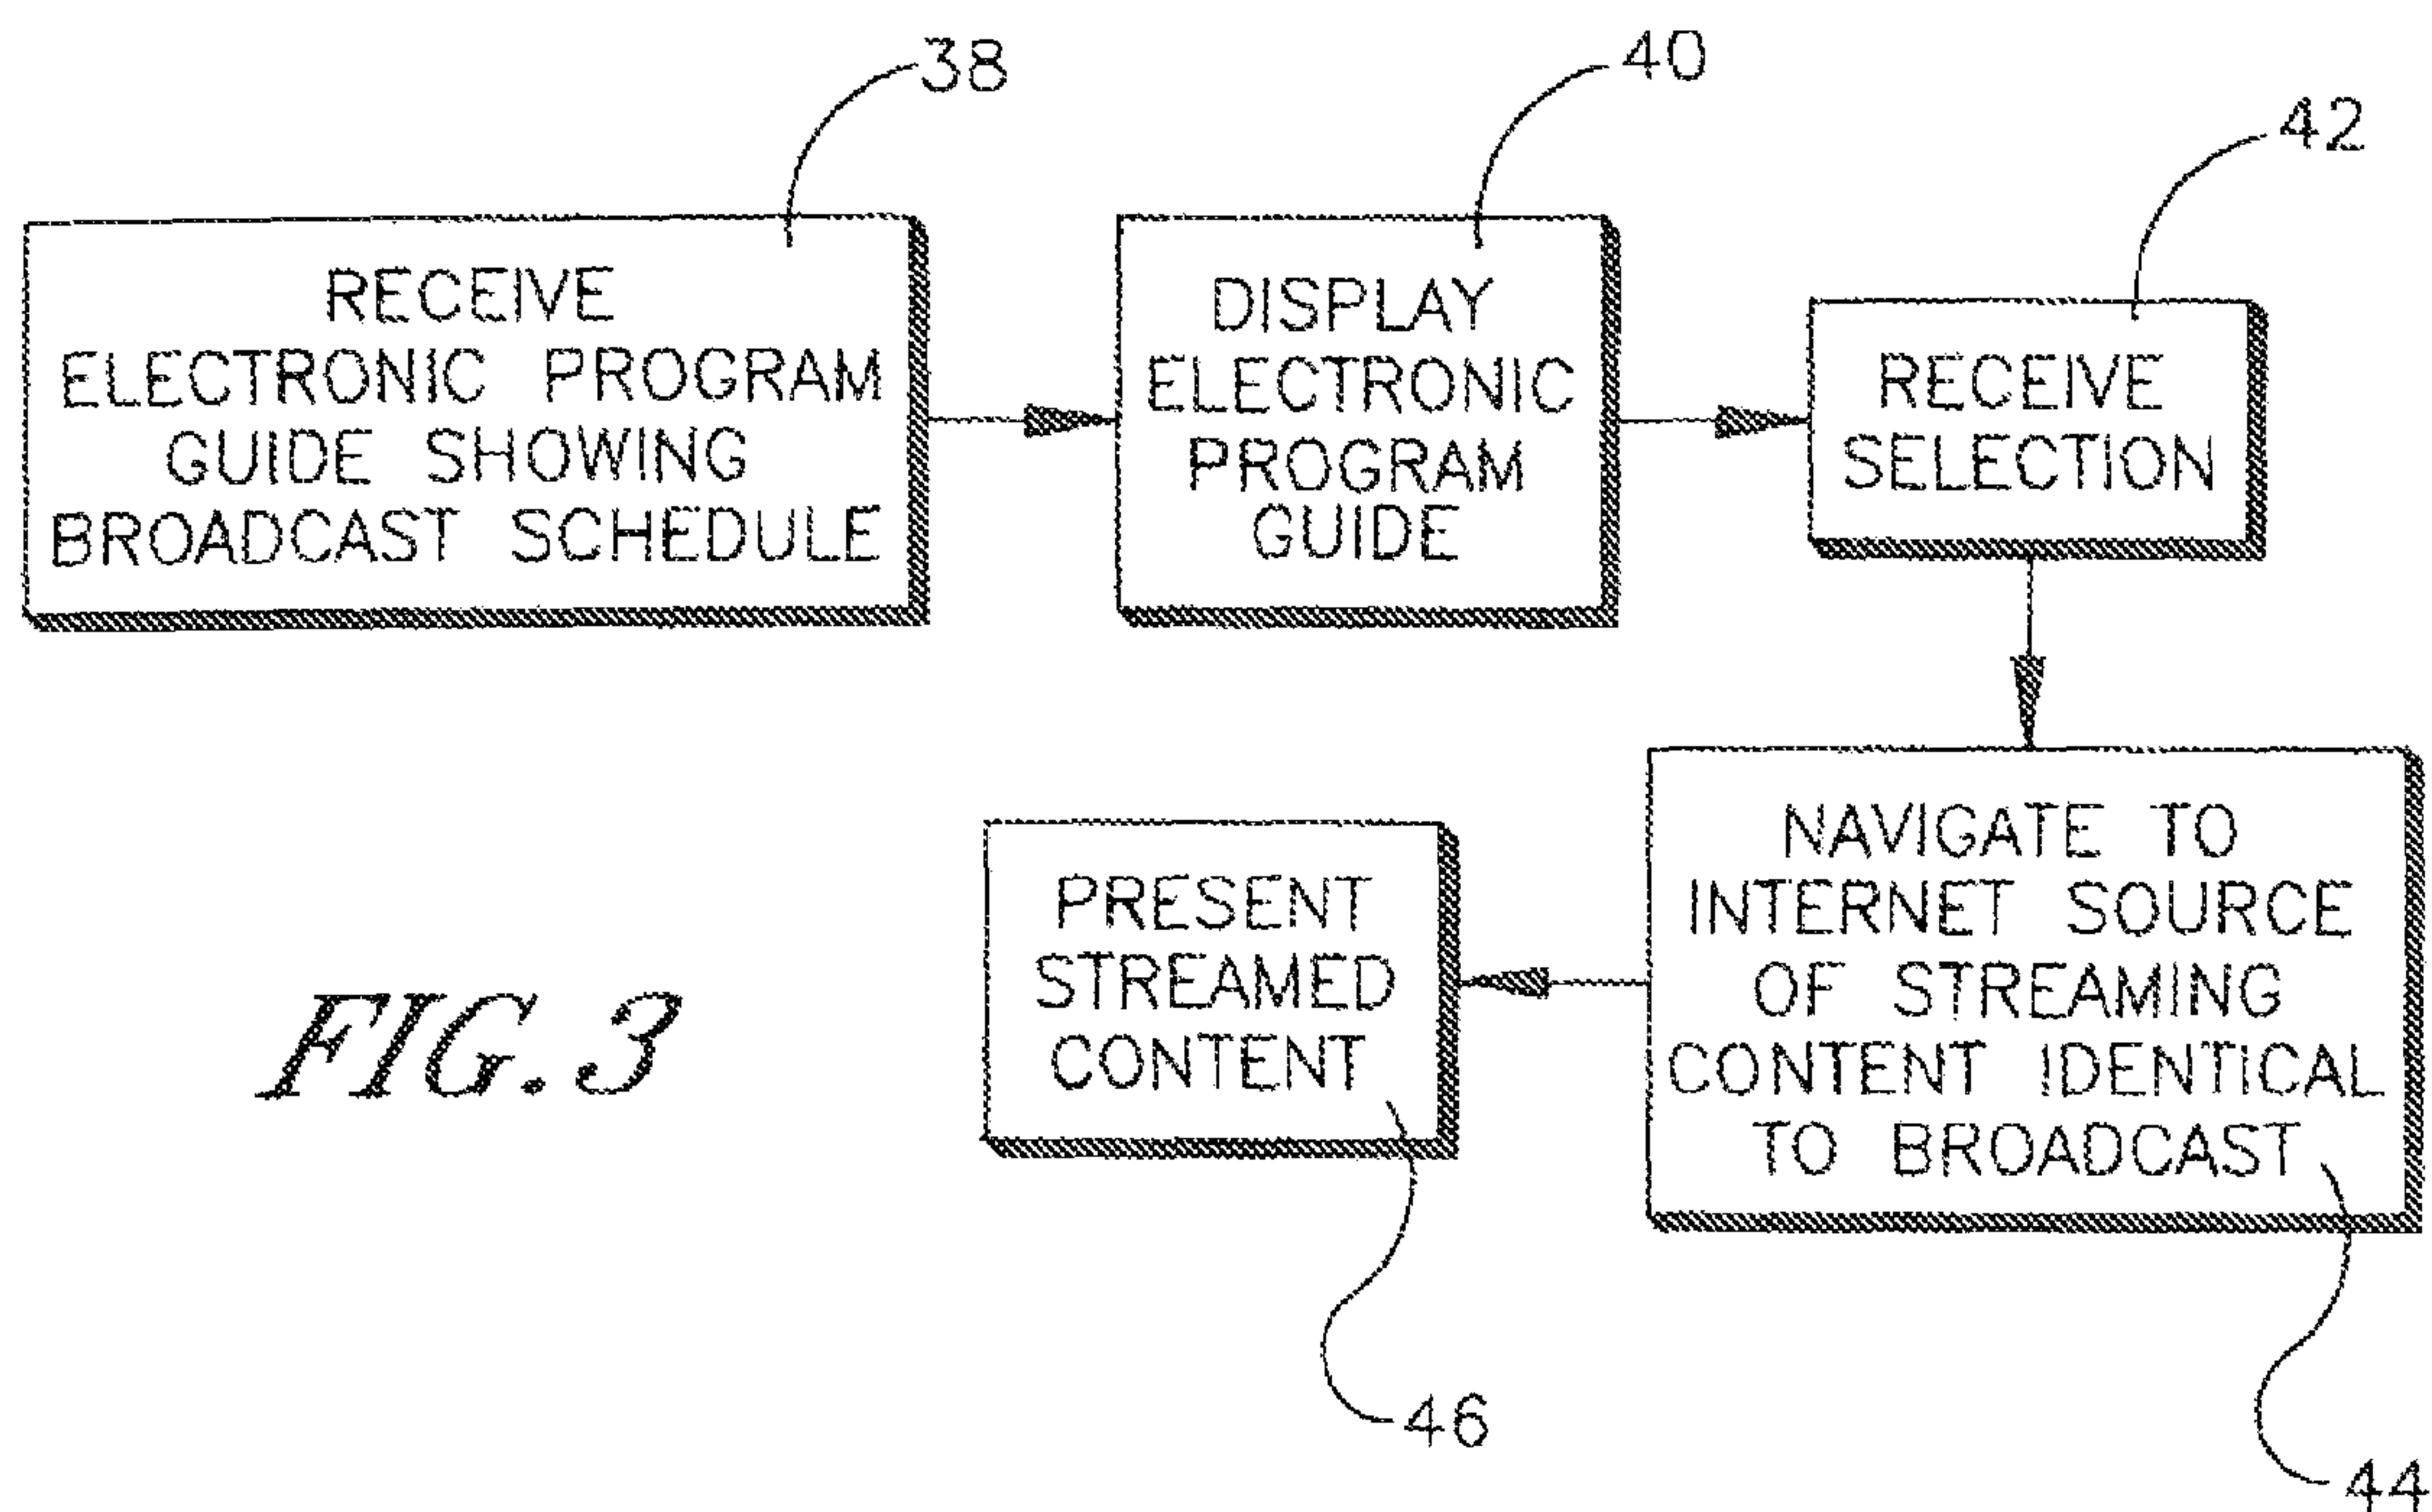 38
RECEIVE
ELECTRONIC PROGRAM
GUIDE SHOWING
BROADCAST SCHEDULE
40
DISPLAY
ELECTRONIC
PROGRAM
GUIDE
42
RECEIVE
SELECTION
NAVIGATE TO
INTERNET SOURCE
OF STREAMING
CONTENT IDENTICAL
TO BROADCAST
44
PRESENT
STREAMED
CONTENT
46
FIG. 3